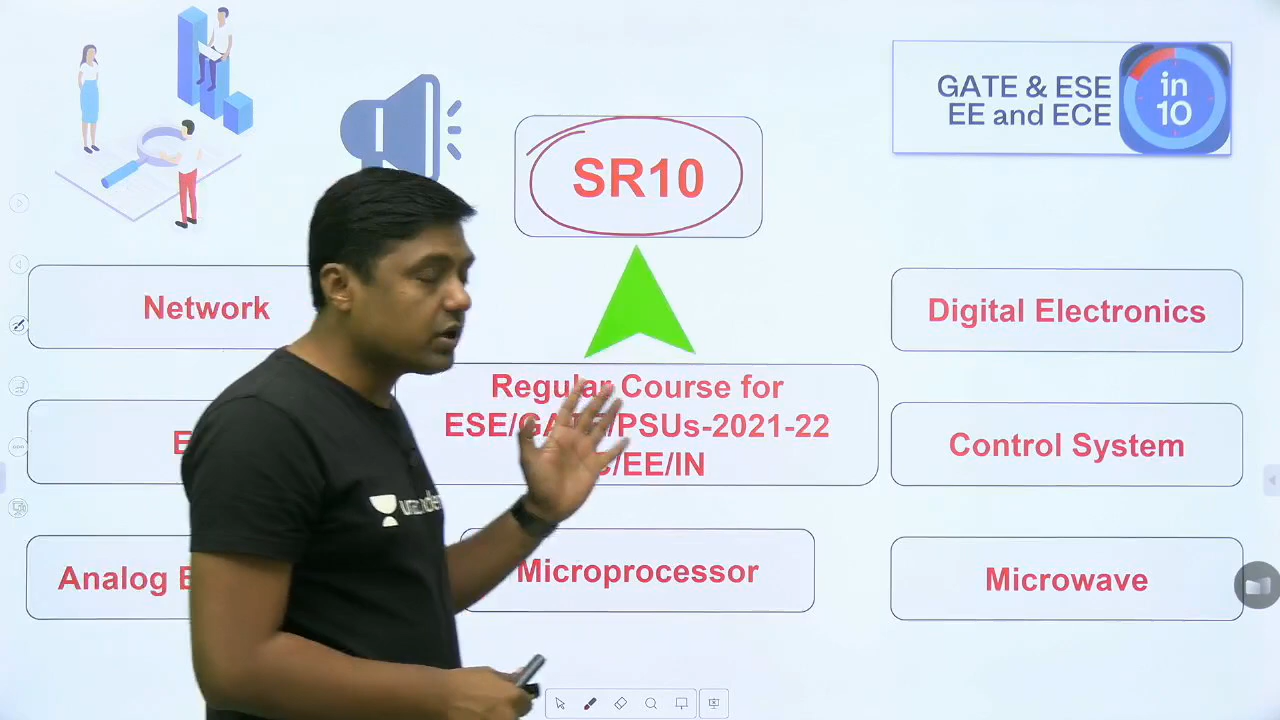 GATE & ESE
EE and ECE
in
10
SR10
Network
Digital Electronics
Regular Course for
ESE/GATE/PSUs-2021-22
/EE/IN
Control System
Analog
Microprocessor
Microwave